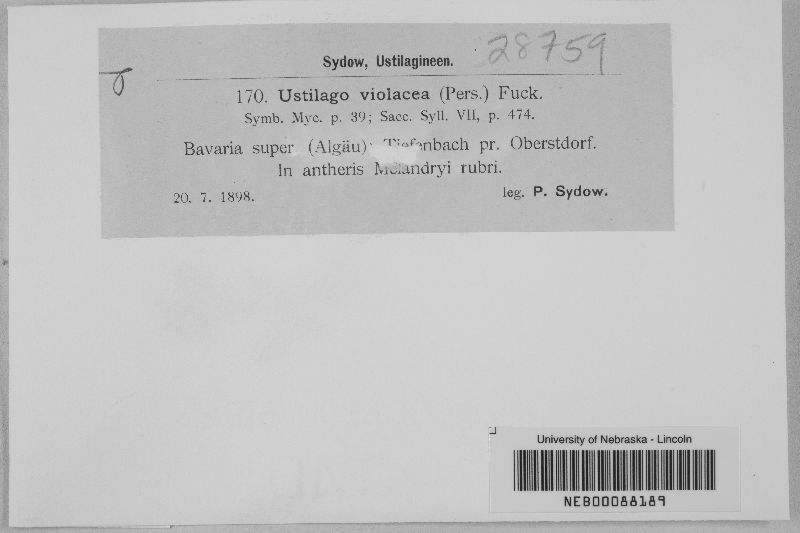 28759
Sydow, Ustilagineen.
170. Ustilago violacea (Pers.) Fuck.
Symb. Myc. p. 39; Sacc. Syll. VII, p. 474.
Bavaria super (Algäu): Tiefenbach pr. Oberstdorf.
In antheris Melandryi rubri.
20. 7. 1898.
leg. P. Sydow.
University of Nebraska - Lincoln
NEB00088189